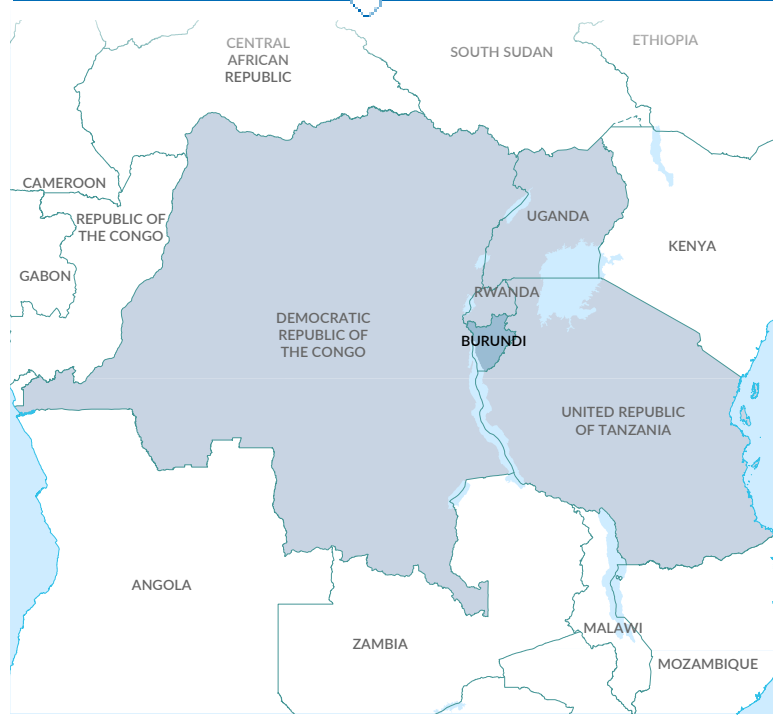 CENTRAL
AFRICAN
REPUBLIC
SOUTH SUDAN
ETHIOPIA
CAMEROON
REPUBLIC OF
THE CONGO
UGANDA
KENYA
GABON
RWANDA
DEMOCRATIC
REPUBLIC OF
THE CONGO
BURUNDI
UNITED REPUBLIC
OF TANZANIA
ANGOLA
ZAMBIA
MALAWI
MOZAMBIQUE